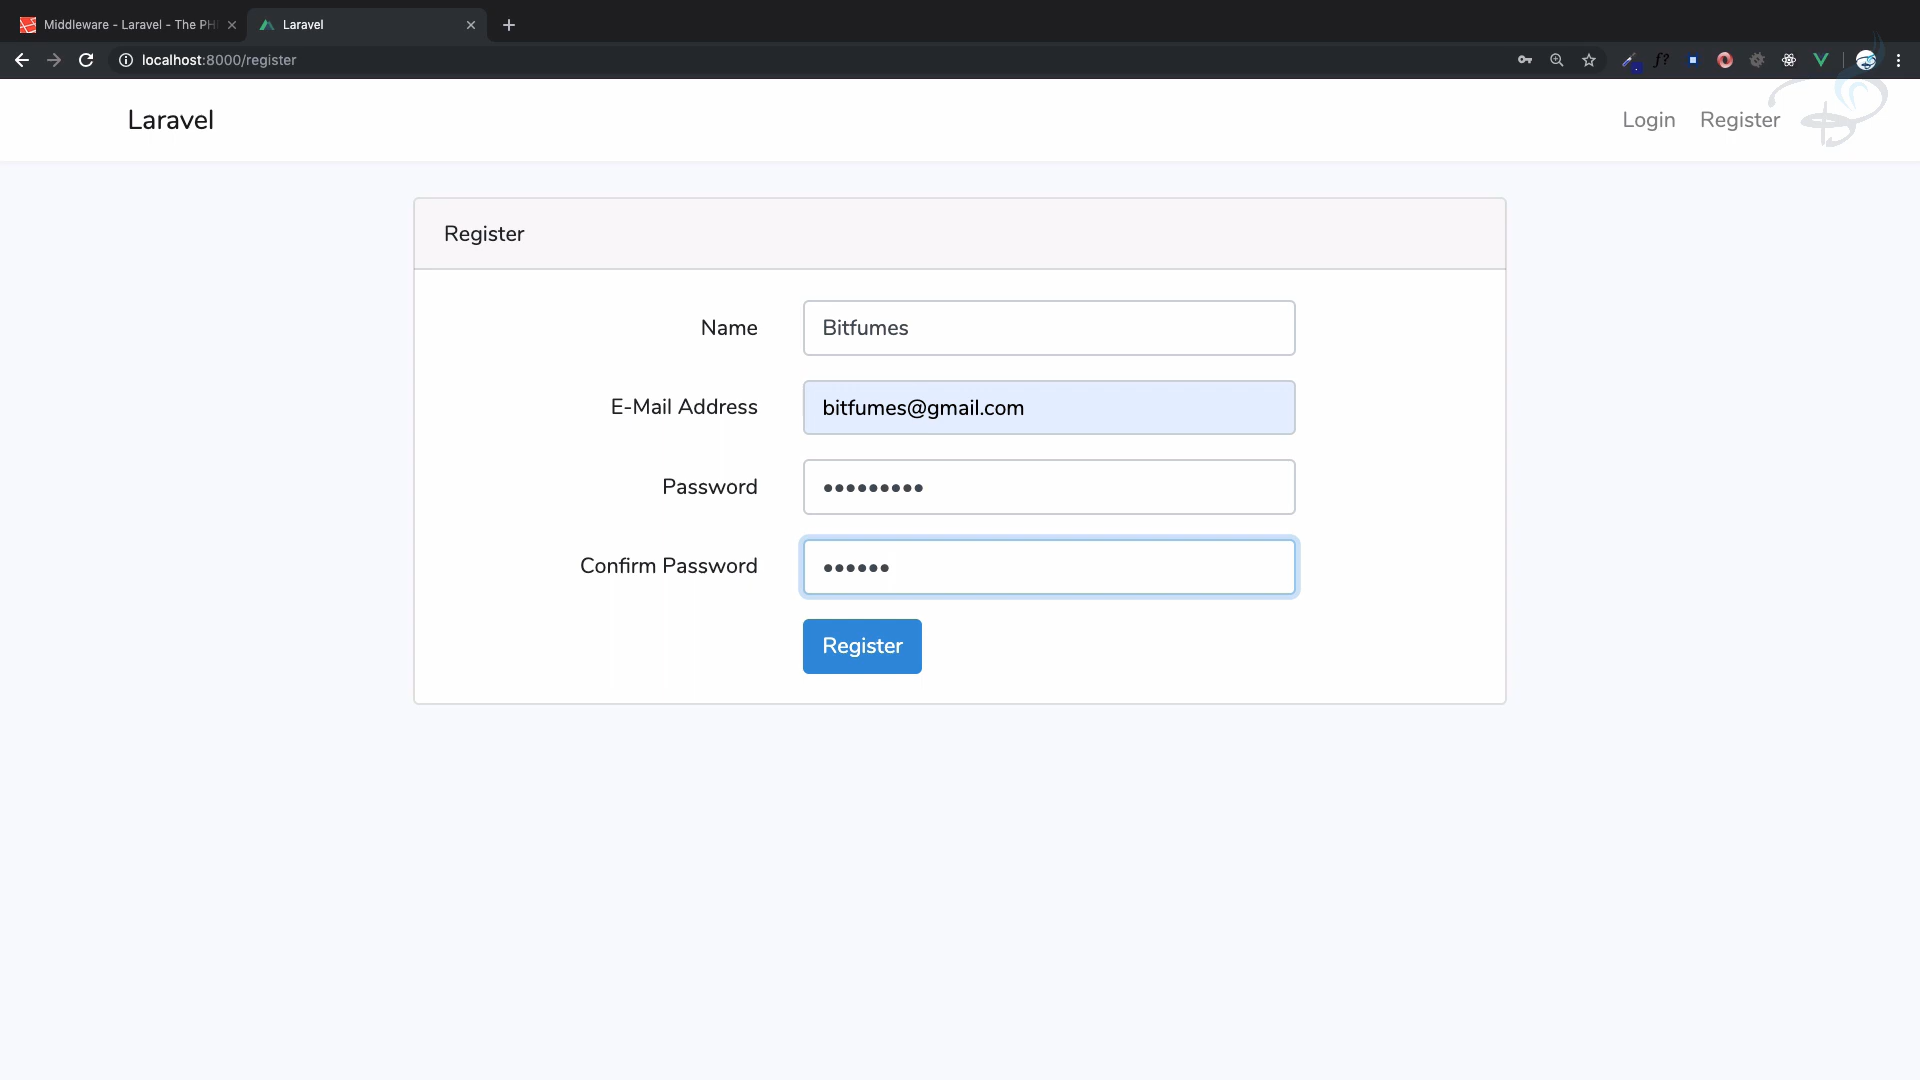 Middleware - Laravel - The PH
Laravel
localhost:8000/register
f?
Laravel
Login
Register
Register
Name
Bitfumes
E-Mail Address
bitfumes@gmail.com
Password
•••••••••
Confirm Password
••••••
Register